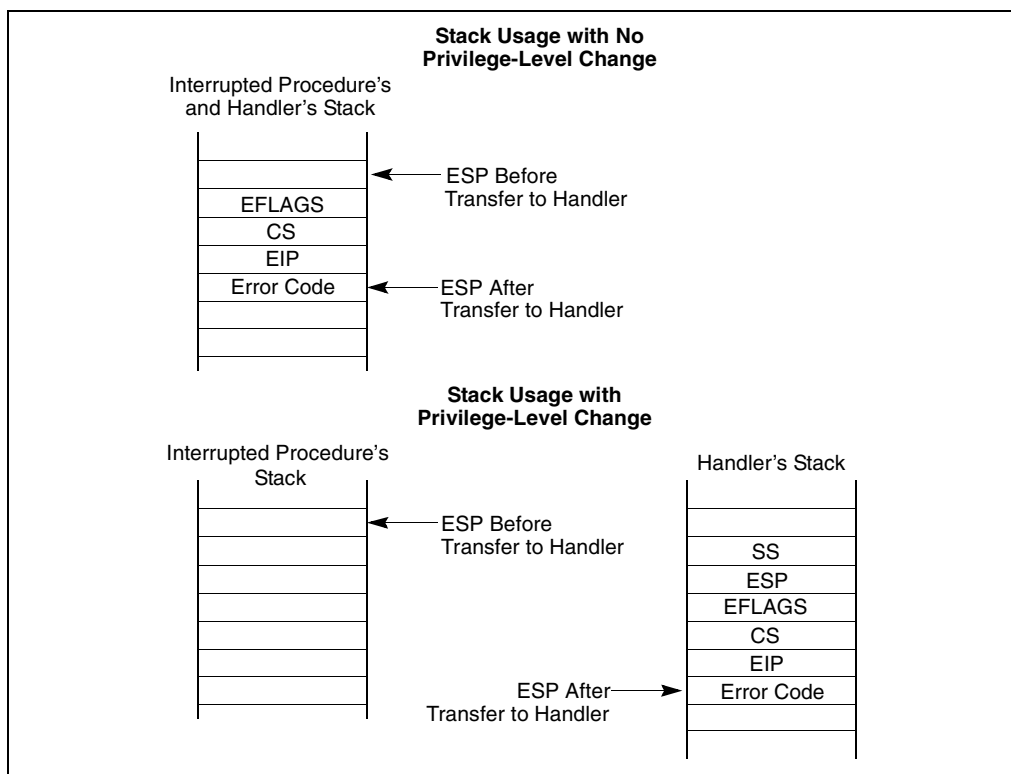 Stack Usage with No
Privilege-Level Change
Interrupted Procedure's
and Handler's Stack
ESP Before
Transfer to Handler
EFLAGS
CS
EIP
Error Code
ESP After
Transfer to Handler
Stack Usage with
Privilege-Level Change
Interrupted Procedure's
Stack
Handler's Stack
ESP Before
Transfer to Handler
SS
ESP
EFLAGS
CS
EIP
ESP After
Transfer to Handler
Error Code